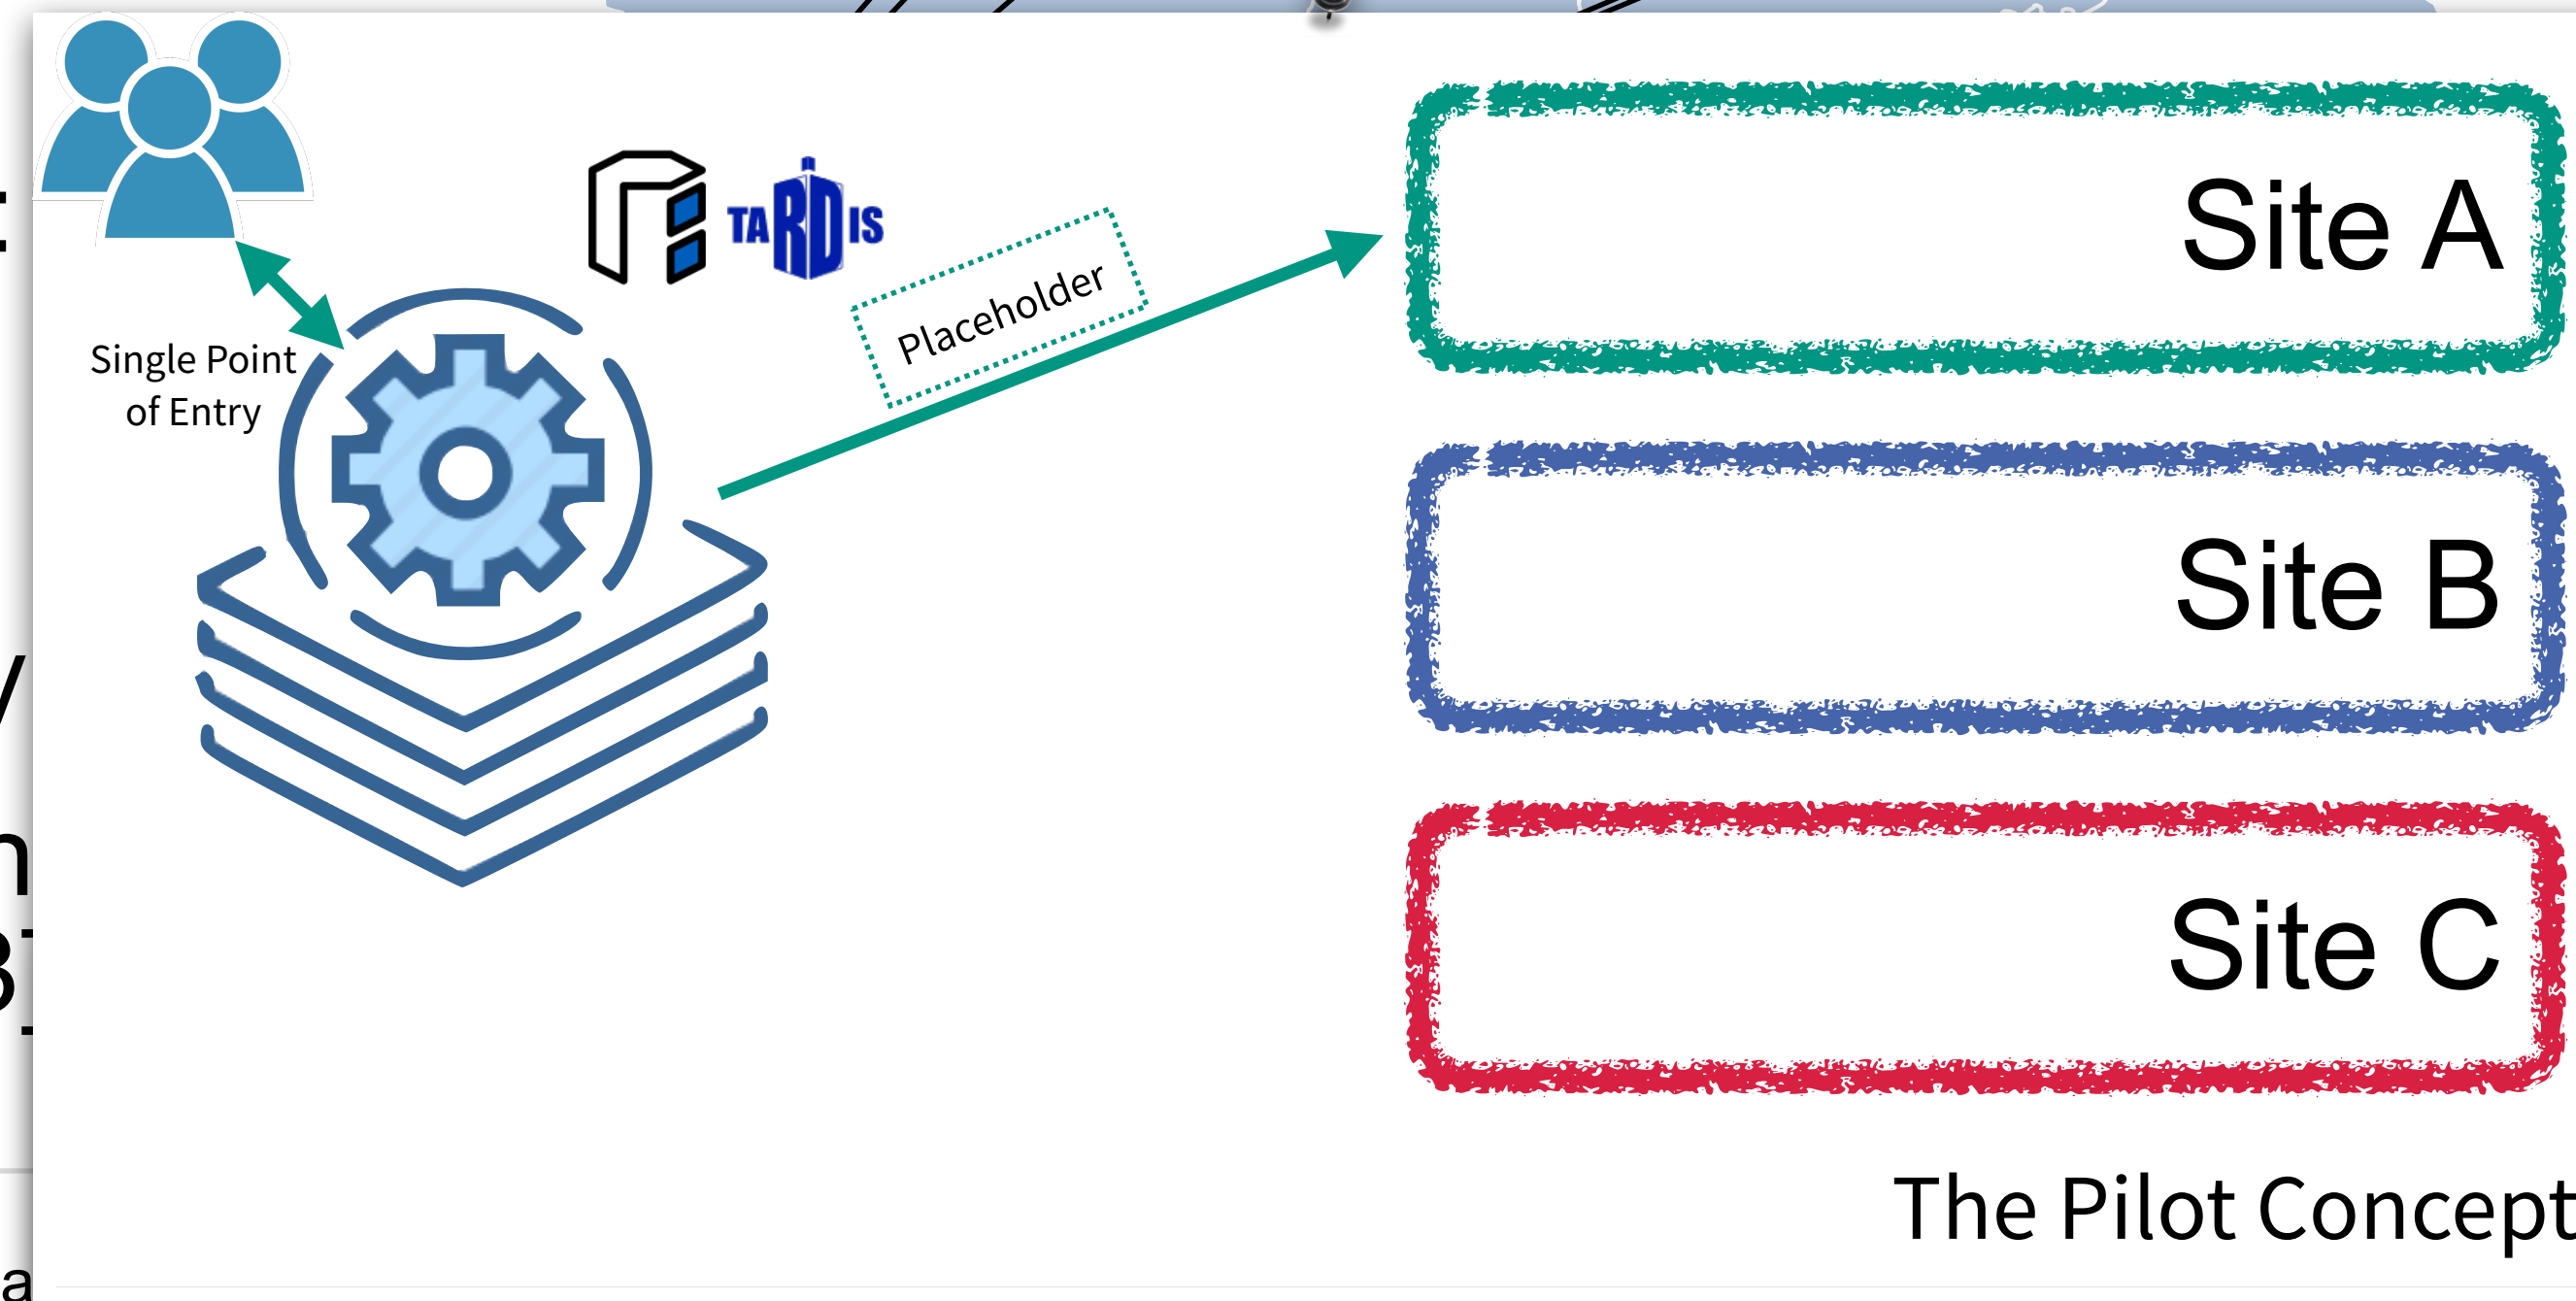 TARDIS
Placeholder
Single Point
of Entry
Site A
Site B
Site C
The Pilot Concept